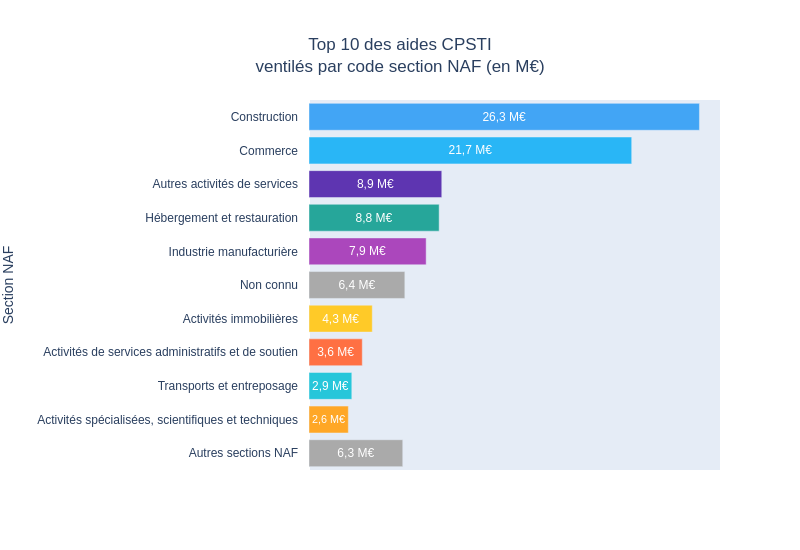 Top 10 des aides CPSTI
ventilés par code section NAF (en M€)
Section NAF
Construction 26,3 M€
Commerce 21,7 M€
Autres activités de services 8,9 M€
Hébergement et restauration 8,8 M€
Industrie manufacturière 7,9 M€
Non connu 6,4 M€
Activités immobilières 4,3 M€
Activités de services administratifs et de soutien 3,6 M€
Transports et entreposage 2,9 M€
Activités spécialisées, scientifiques et techniques 2,6 M€
Autres sections NAF 6,3 M€